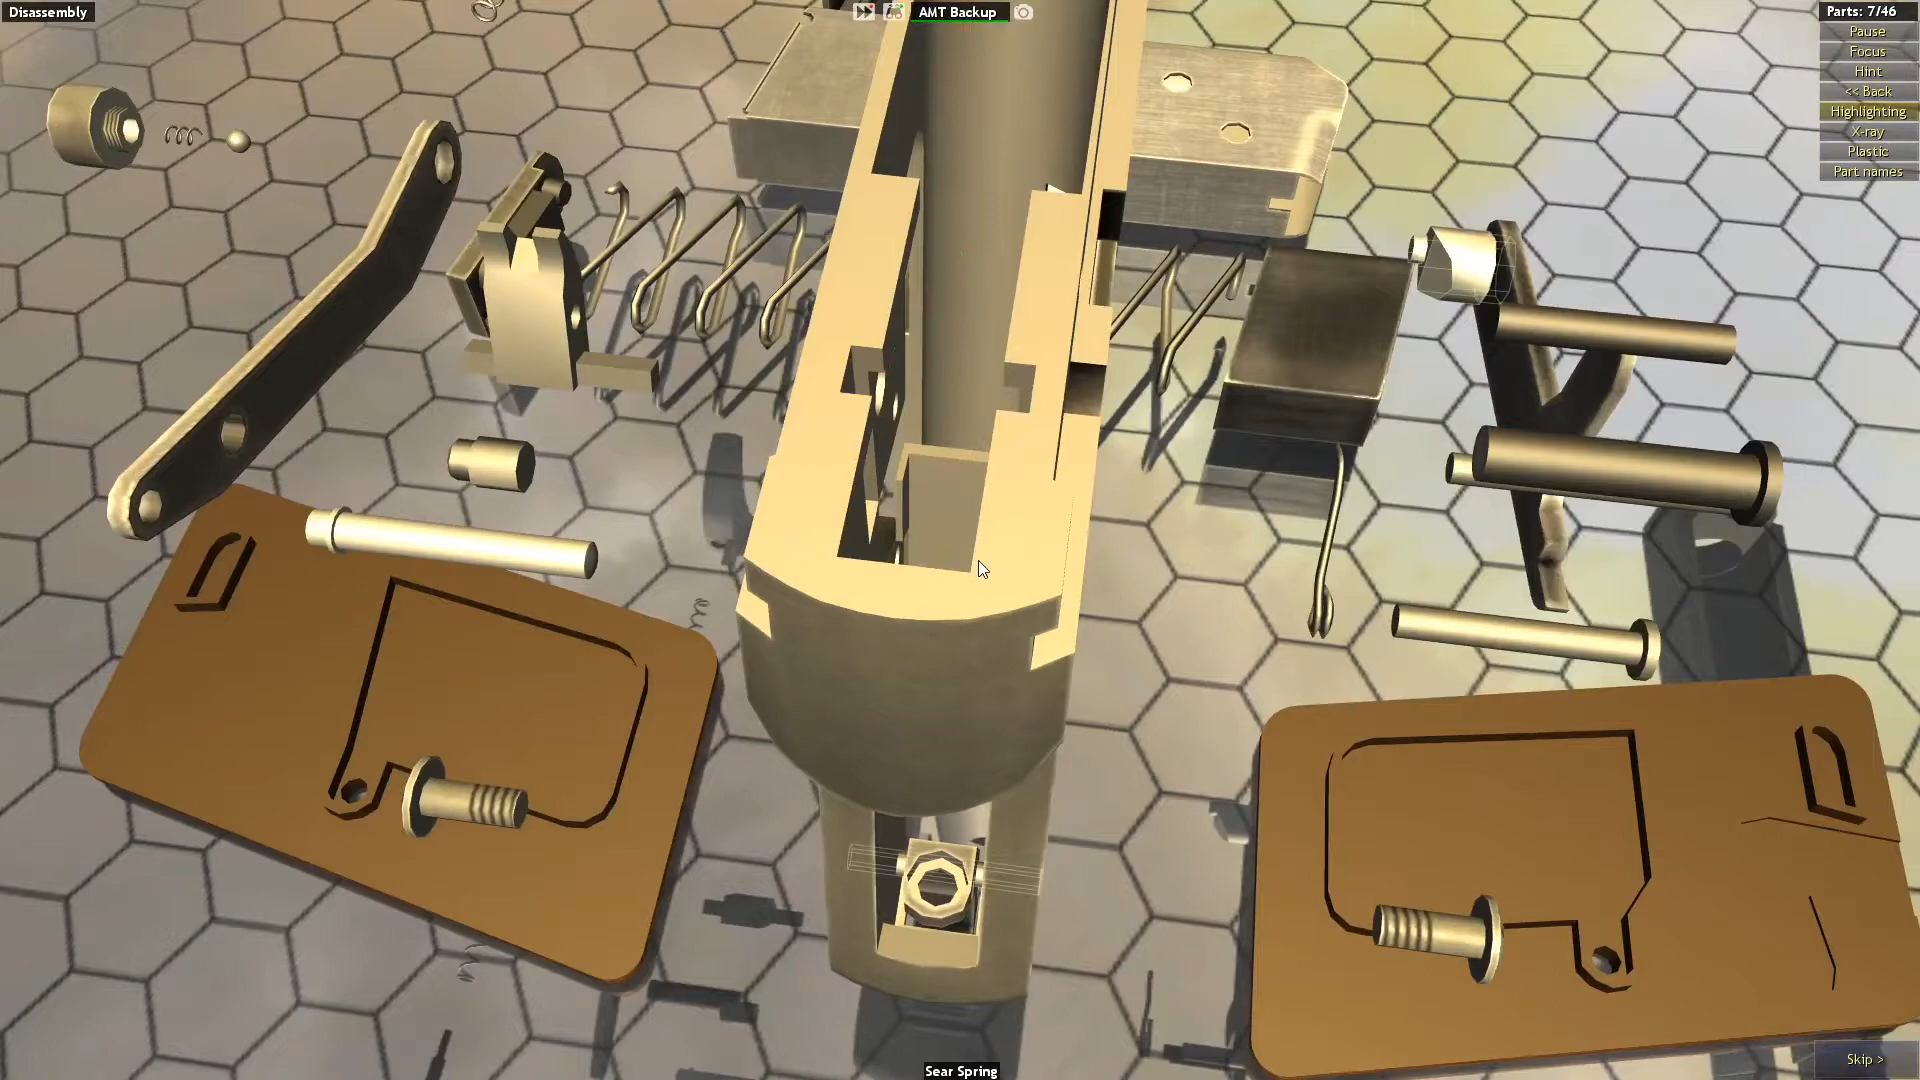 Disassembly
AMT Backup
Parts: 7/46
Pause
Focus
Hint
<< Back
Highlighting
X-ray
Plastic
Part names
Sear Spring
Skip >